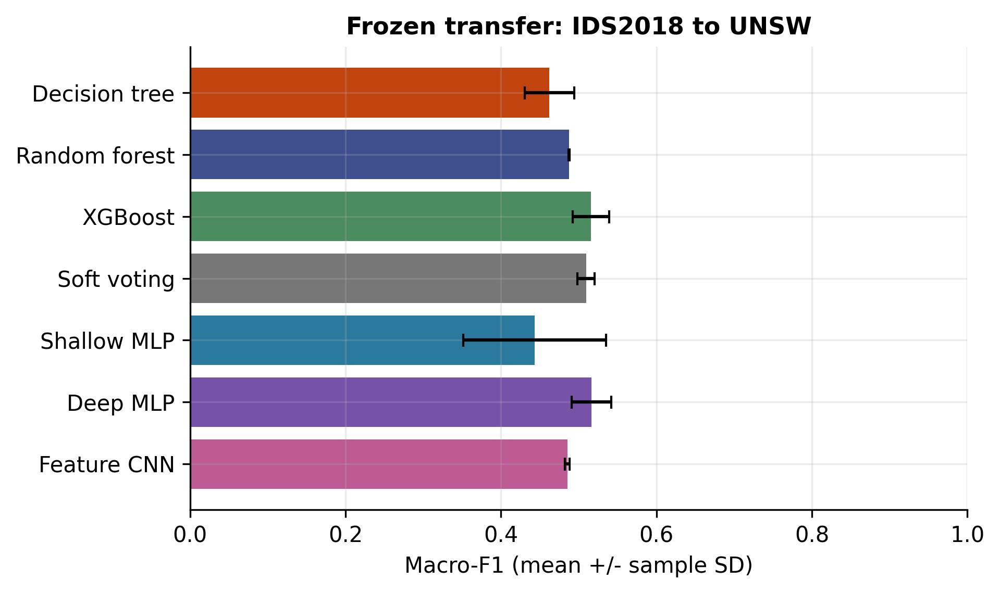 Frozen transfer: IDS2018 to UNSW
Decision tree
Random forest
XGBoost
Soft voting
Shallow MLP
Deep MLP
Feature CNN
0.0 0.2 0.4 0.6 0.8 1.0
Macro-F1 (mean +/- sample SD)